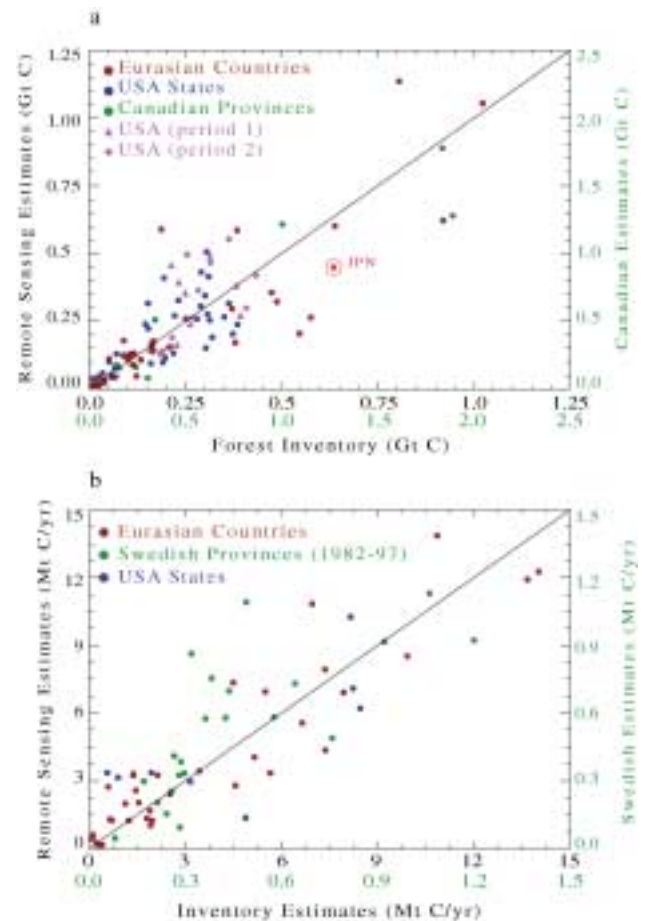 a
Remote Sensing Estimates (Gt C)
1.25
1.00
0.75
0.5
0.25
0.00
Eurasian Countries
USA States
Canadian Provinces
USA (period 1)
USA (period 2)
JPN
2.5
2.0
1.5
1.0
0.5
0.0
Canadian Estimates (Gt C)
0.0 0.25 0.5 0.75 1.0 1.25
0.0 0.5 1.0 1.5 2.0 2.5
Forest Inventory (Gt C)
b
Remote Sensing Estimates (Mt C/yr)
15
12
9
6
3
0
Eurasian Countries
Swedish Provinces (1982-97)
USA States
1.5
1.2
0.9
0.6
0.3
0.0
Swedish Estimates (Mt C/yr)
0 3 6 9 12 15
0.0 0.3 0.6 0.9 1.2 1.5
Inventory Estimates (Mt C/yr)